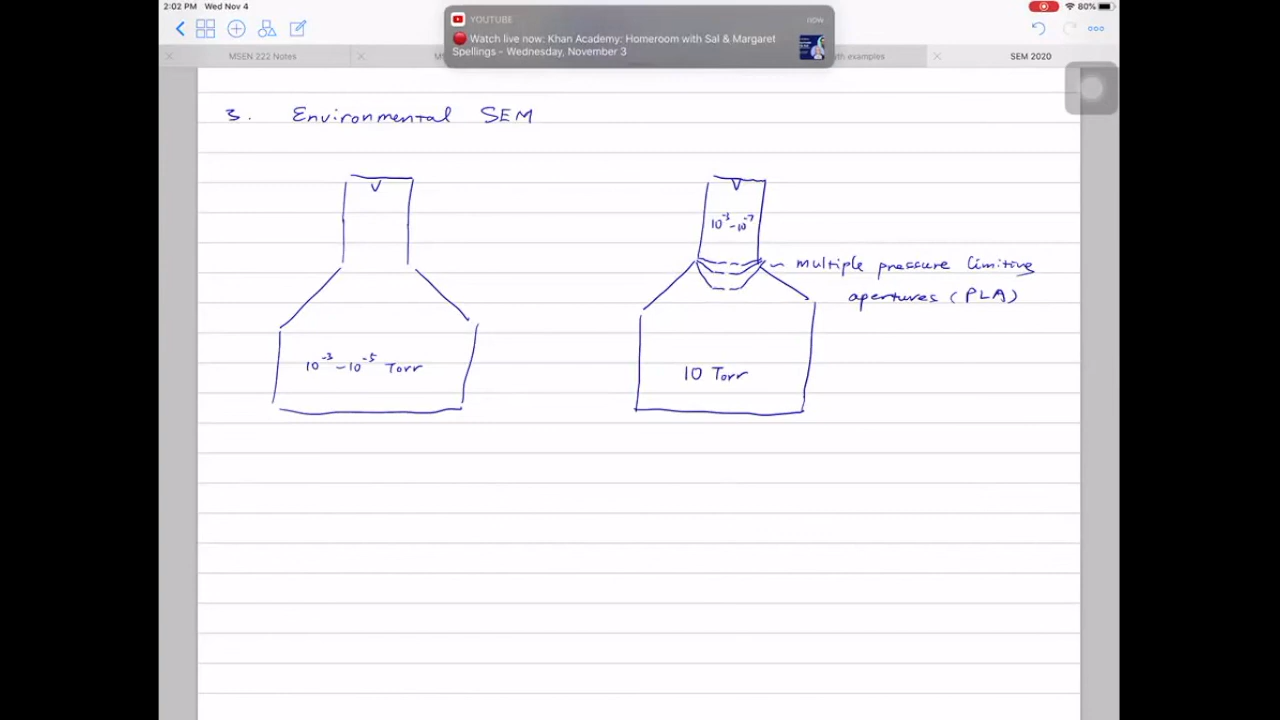 2:02 PM Wed Nov 4
80%
YOUTUBE
now
Watch live now: Khan Academy: Homeroom with Sal & Margaret
Spellings - Wednesday, November 3
MSEN 222 Notes
examples
SEM 2020
3. Environmental SEM
10⁻³ - 10⁻⁷
multiple pressure limiting
apertures (PLA)
10⁻³ - 10⁻⁵ Torr
10 Torr